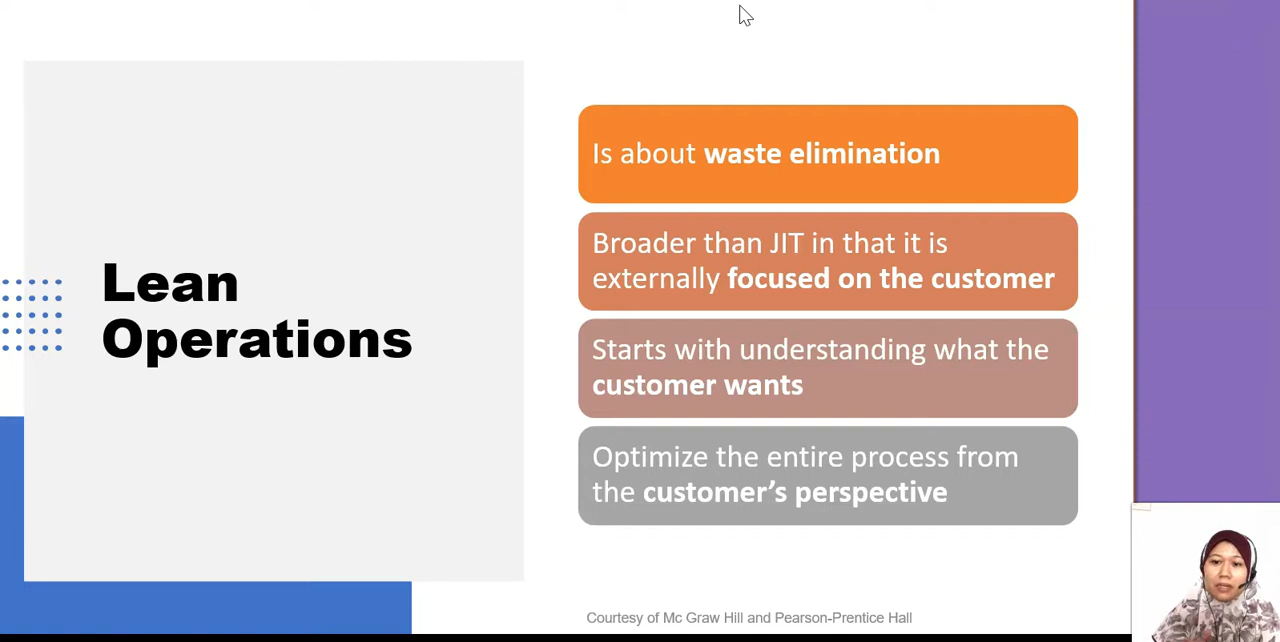 Lean
Operations
Is about waste elimination
Broader than JIT in that it is
externally focused on the customer
Starts with understanding what the
customer wants
Optimize the entire process from
the customer’s perspective
Courtesy of Mc Graw Hill and Pearson-Prentice Hall